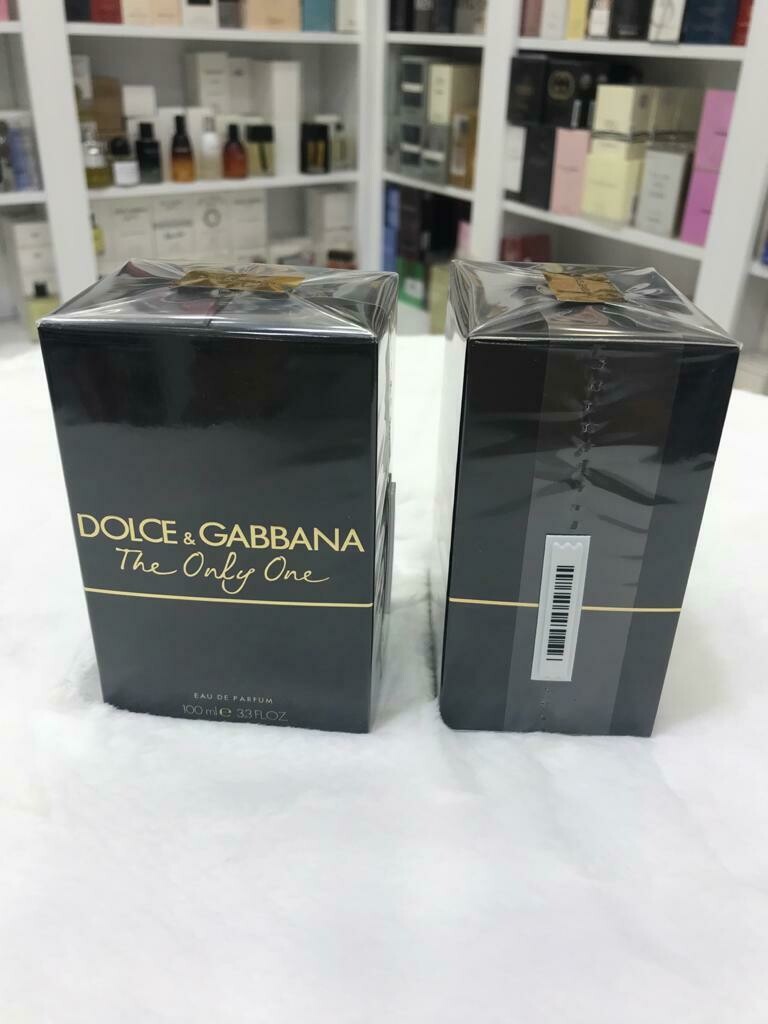 DOLCE & GABBANA
The Only One
EAU DE PARFUM
100 ml e 3.3 FL.OZ